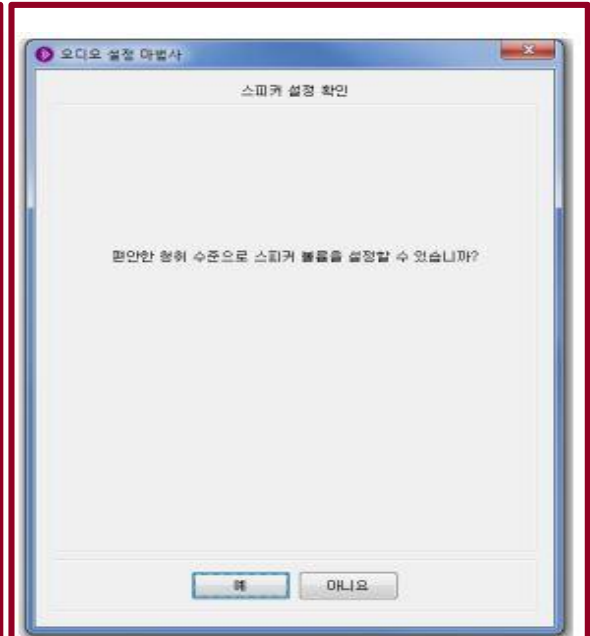 오디오 설정 마법사
스피커 설정 확인
편안한 청취 수준으로 스피커 볼륨을 설정할 수 있습니까?
예
아니요